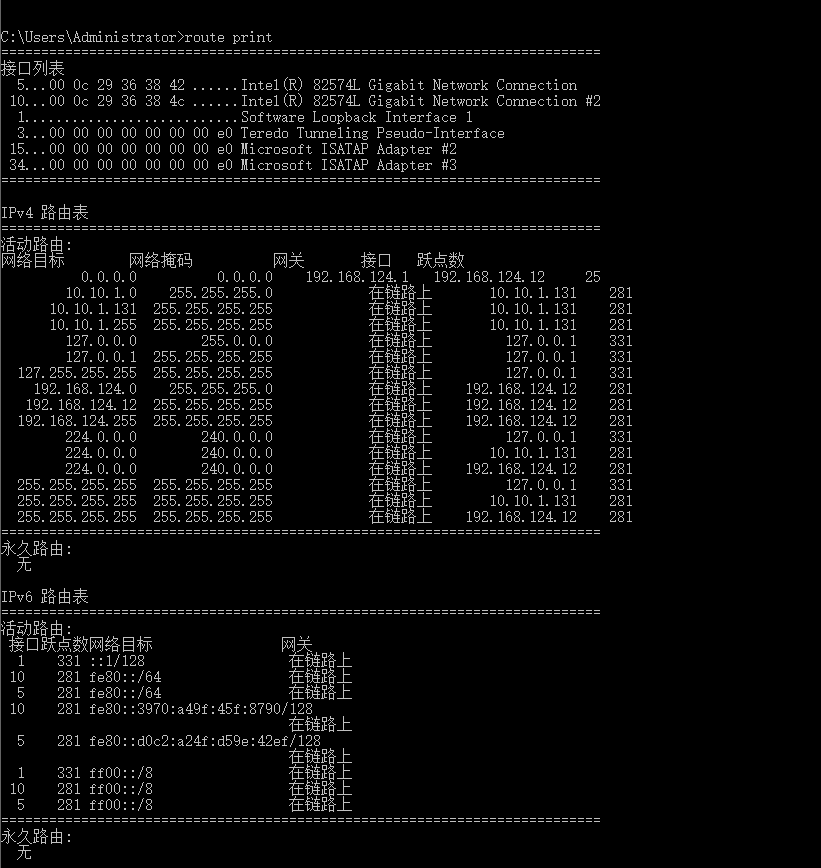 C:\Users\Administrator>route print
===========================================================================
接口列表
  5...00 0c 29 36 38 42 ......Intel(R) 82574L Gigabit Network Connection
 10...00 0c 29 36 38 4c ......Intel(R) 82574L Gigabit Network Connection #2
  1...........................Software Loopback Interface 1
  3...00 00 00 00 00 00 00 e0 Teredo Tunneling Pseudo-Interface
 15...00 00 00 00 00 00 00 e0 Microsoft ISATAP Adapter #2
 34...00 00 00 00 00 00 00 e0 Microsoft ISATAP Adapter #3
===========================================================================
IPv4 路由表
===========================================================================
活动路由:
网络目标        网络掩码          网关       接口   跃点数
          0.0.0.0          0.0.0.0    192.168.124.1   192.168.124.12     25
        10.10.1.0    255.255.255.0            在链路上       10.10.1.131    281
      10.10.1.131  255.255.255.255            在链路上       10.10.1.131    281
      10.10.1.255  255.255.255.255            在链路上       10.10.1.131    281
        127.0.0.0        255.0.0.0            在链路上         127.0.0.1    331
        127.0.0.1  255.255.255.255            在链路上         127.0.0.1    331
  127.255.255.255  255.255.255.255            在链路上         127.0.0.1    331
    192.168.124.0    255.255.255.0            在链路上    192.168.124.12    281
   192.168.124.12  255.255.255.255            在链路上    192.168.124.12    281
  192.168.124.255  255.255.255.255            在链路上    192.168.124.12    281
        224.0.0.0        240.0.0.0            在链路上         127.0.0.1    331
        224.0.0.0        240.0.0.0            在链路上       10.10.1.131    281
        224.0.0.0        240.0.0.0            在链路上    192.168.124.12    281
  255.255.255.255  255.255.255.255            在链路上         127.0.0.1    331
  255.255.255.255  255.255.255.255            在链路上       10.10.1.131    281
  255.255.255.255  255.255.255.255            在链路上    192.168.124.12    281
===========================================================================
永久路由:
  无
IPv6 路由表
===========================================================================
活动路由:
 接口跃点数网络目标                网关
  1    331 ::1/128                  在链路上
 10    281 fe80::/64                在链路上
  5    281 fe80::/64                在链路上
 10    281 fe80::3970:a49f:45f:8790/128
                                    在链路上
  5    281 fe80::d0c2:a24f:d59e:42ef/128
                                    在链路上
  1    331 ff00::/8                 在链路上
 10    281 ff00::/8                 在链路上
  5    281 ff00::/8                 在链路上
===========================================================================
永久路由:
  无